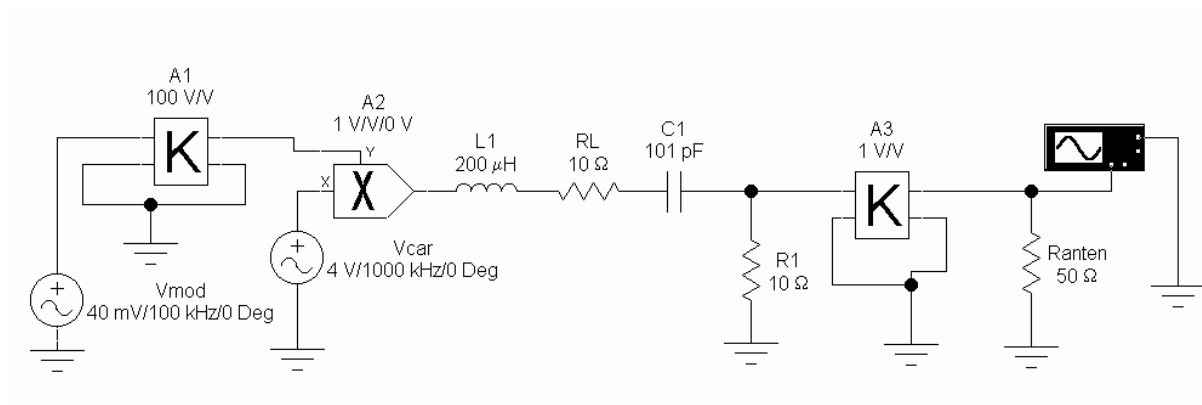 A1
100 V/V
K
A2
1 V/V/0 V
Y
X
X
L1
200 μH
RL
10 Ω
C1
101 pF
A3
1 V/V
K
Vcar
4 V/1000 kHz/0 Deg
Vmod
40 mV/100 kHz/0 Deg
R1
10 Ω
Ranten
50 Ω